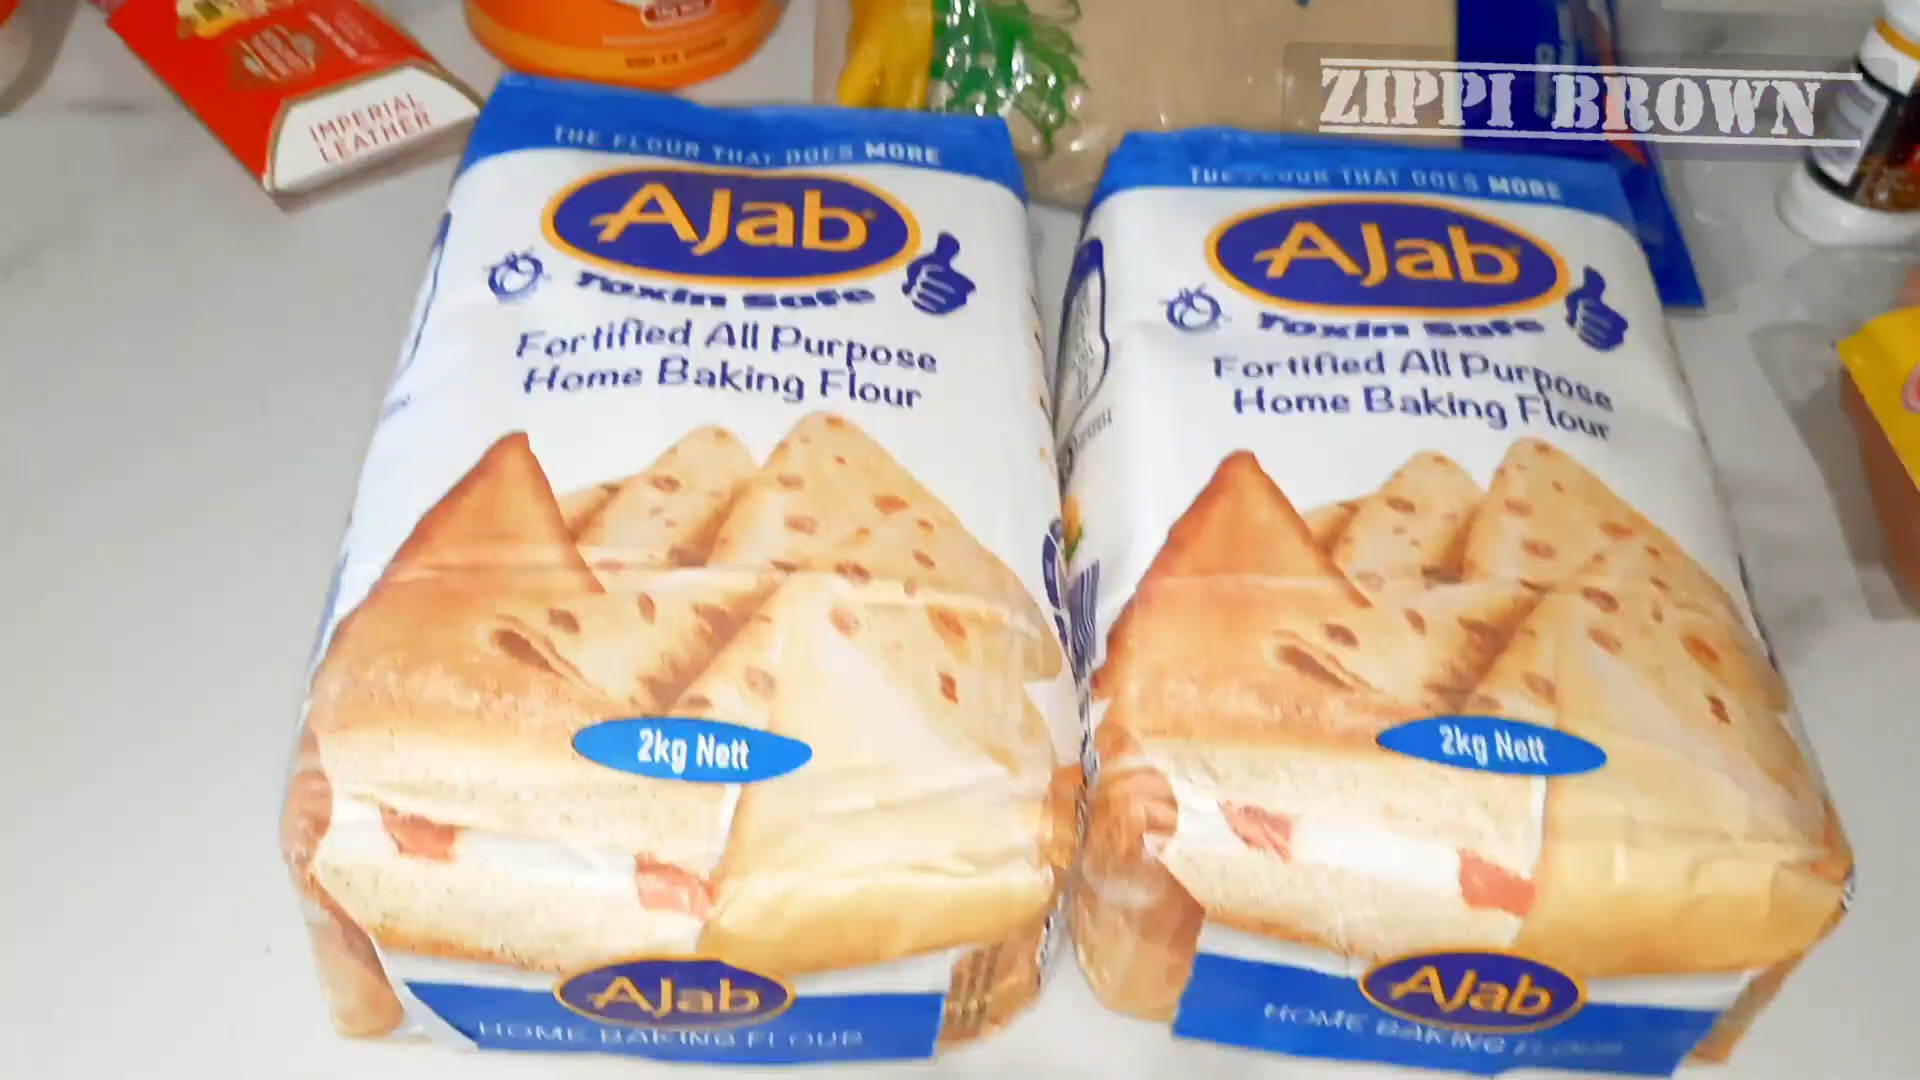 ZIPPI BROWN
IMPERIAL
LEATHER
THE FLOUR THAT DOES MORE
AJab
Toxin Safe
Fortified All Purpose
Home Baking Flour
2kg Nett
AJab
HOME BAKING FLOUR
THE FLOUR THAT DOES MORE
AJab
Toxin Safe
Fortified All Purpose
Home Baking Flour
2kg Nett
AJab
HOME BAKING FLOUR